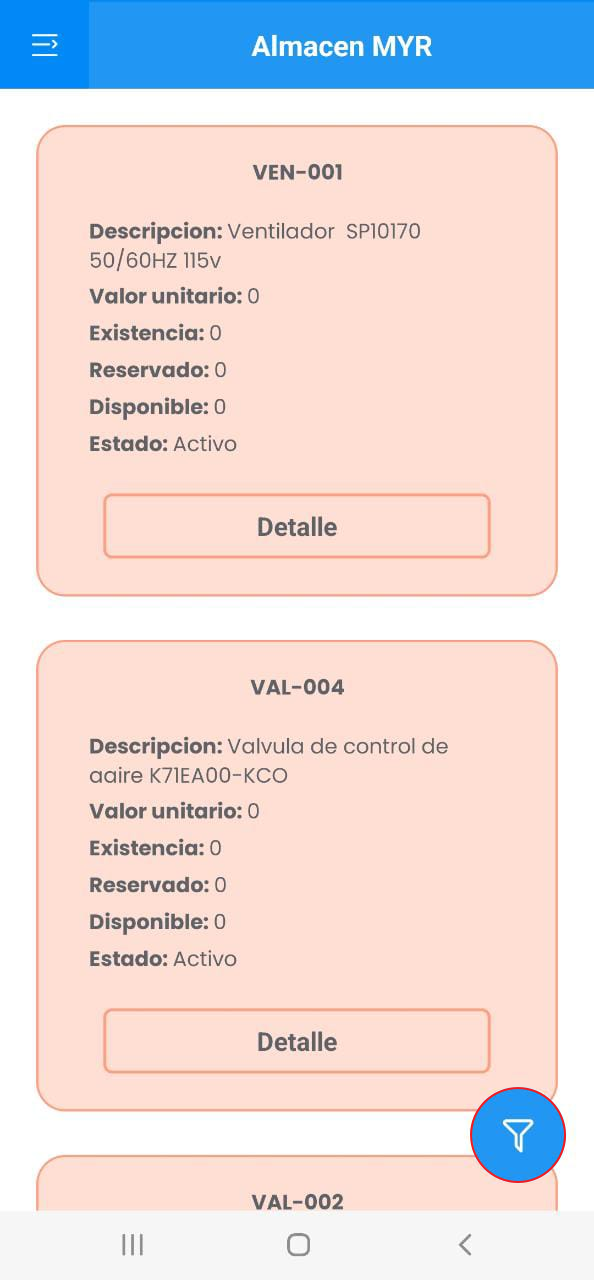 Almacen MYR
VEN-001
Descripcion: Ventilador  SP10170
50/60HZ 115v
Valor unitario: 0
Existencia: 0
Reservado: 0
Disponible: 0
Estado: Activo
Detalle
VAL-004
Descripcion: Valvula de control de
aaire K71EA00-KCO
Valor unitario: 0
Existencia: 0
Reservado: 0
Disponible: 0
Estado: Activo
Detalle
VAL-002